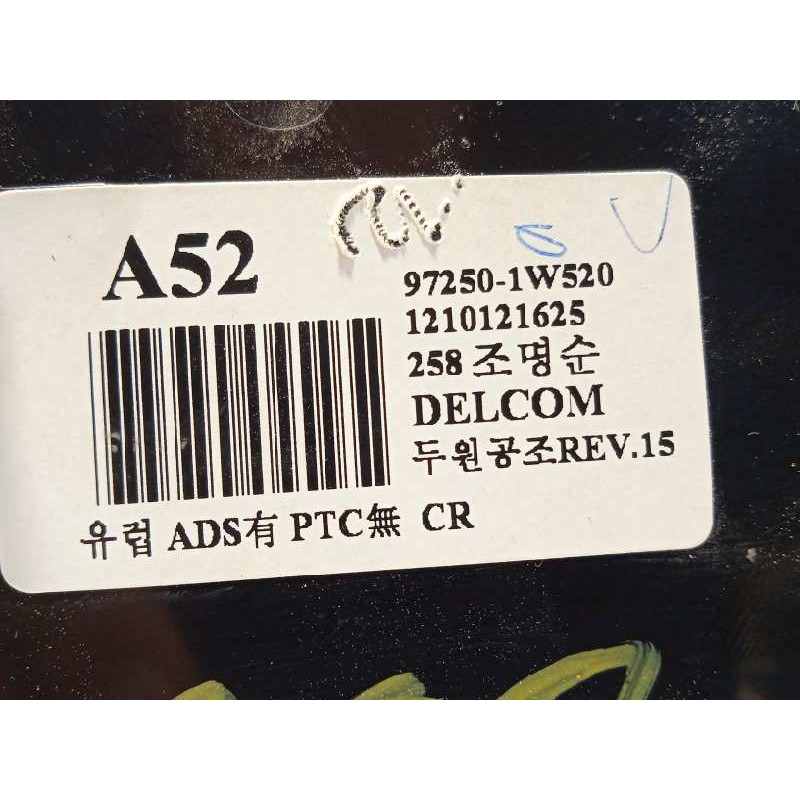 A52
97250-1W520
1210121625
258 조명순
DELCOM
두원공조REV.15
유럽 ADS有 PTC無 CR